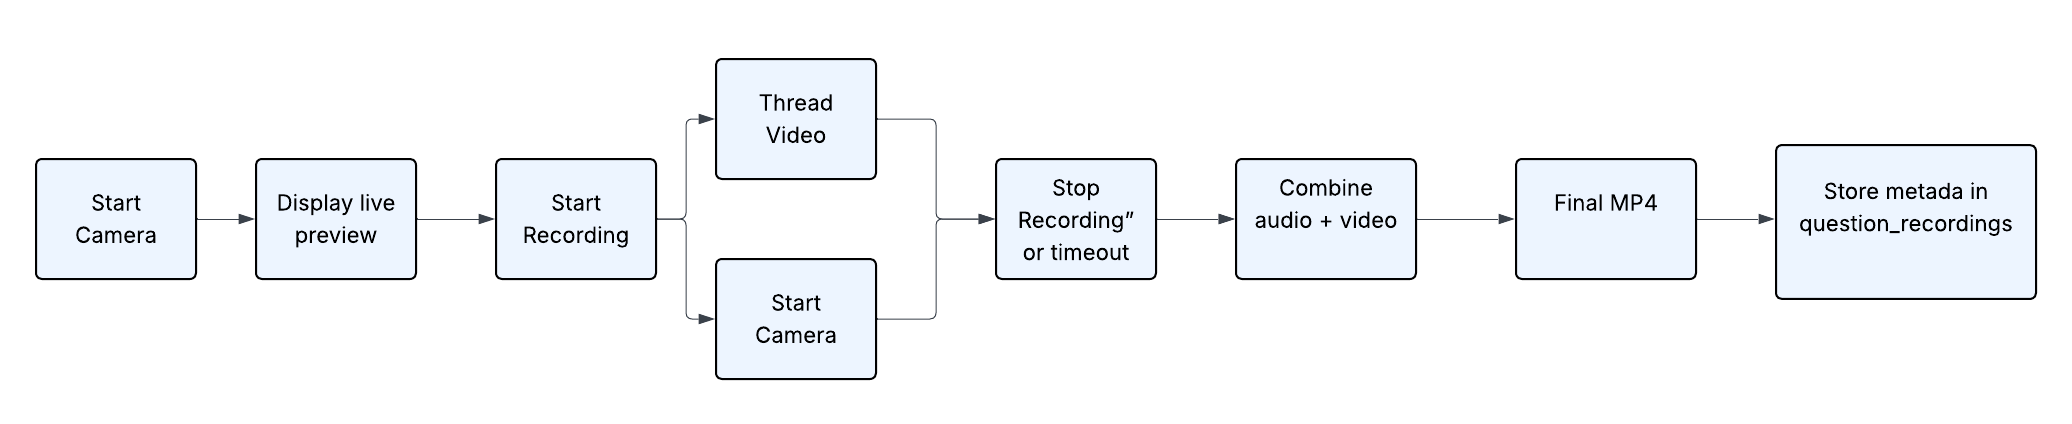 Start
Camera
Display live
preview
Start
Recording
Thread
Video
Start
Camera
Stop
Recording”
or timeout
Combine
audio + video
Final MP4
Store metada in
question_recordings